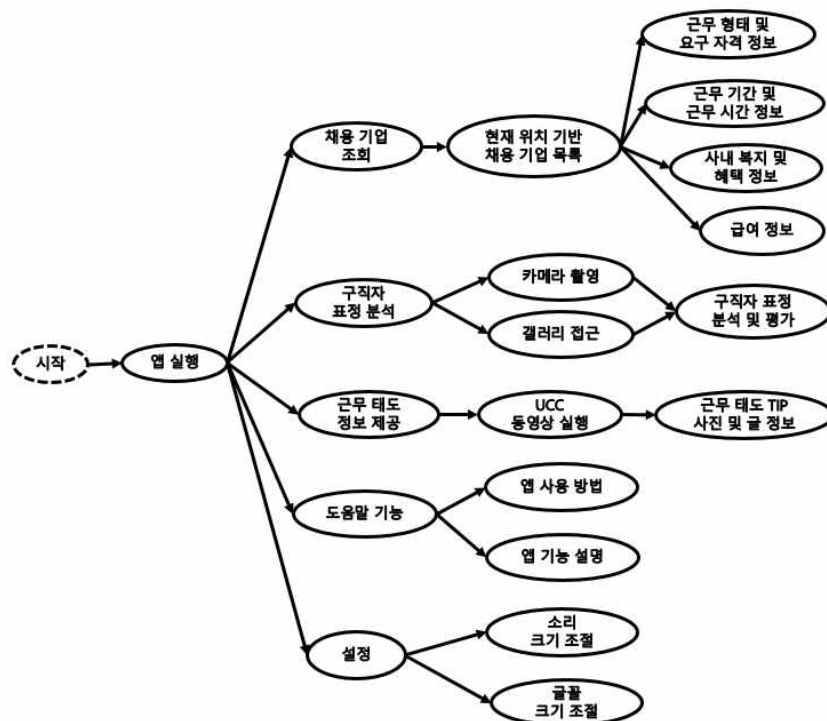 근무 형태 및
요구 자격 정보
근무 기간 및
근무 시간 정보
채용 기업
조회
현재 위치 기반
채용 기업 목록
사내 복지 및
혜택 정보
급여 정보
카메라 촬영
구직자
표정 분석
구직자 표정
분석 및 평가
갤러리 접근
시작
앱 실행
근무 태도
정보 제공
UCC
동영상 실행
근무 태도 TIP
사진 및 글 정보
앱 사용 방법
도움말 기능
앱 기능 설명
소리
크기 조절
설정
글꼴
크기 조절